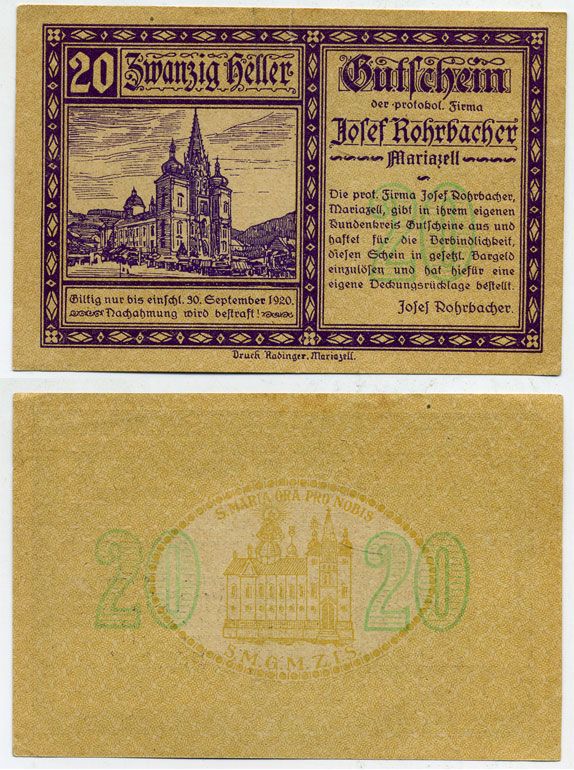 20 Zwanzig Heller
Giltig nur bis einschl. 30. September 1920.
Nachahmung wird bestraft!
Gutschein
der protokol. Firma
Josef Rohrbacher
Mariazell
20
Die prot. Firma Josef Rohrbacher,
Mariazell, gibt in ihrem eigenen
Kundenkreis Gutscheine aus und
haftet für die Verbindlichkeit,
diesen Schein in gesetzl. Bargeld
einzulösen und hat hiefür eine
eigene Deckungsrücklage bestellt.
Josef Rohrbacher.
Druck Radinger, Mariazell.
S. MARIA ORA PRO NOBIS
20 20
S.M.G.M.Z.I.S.